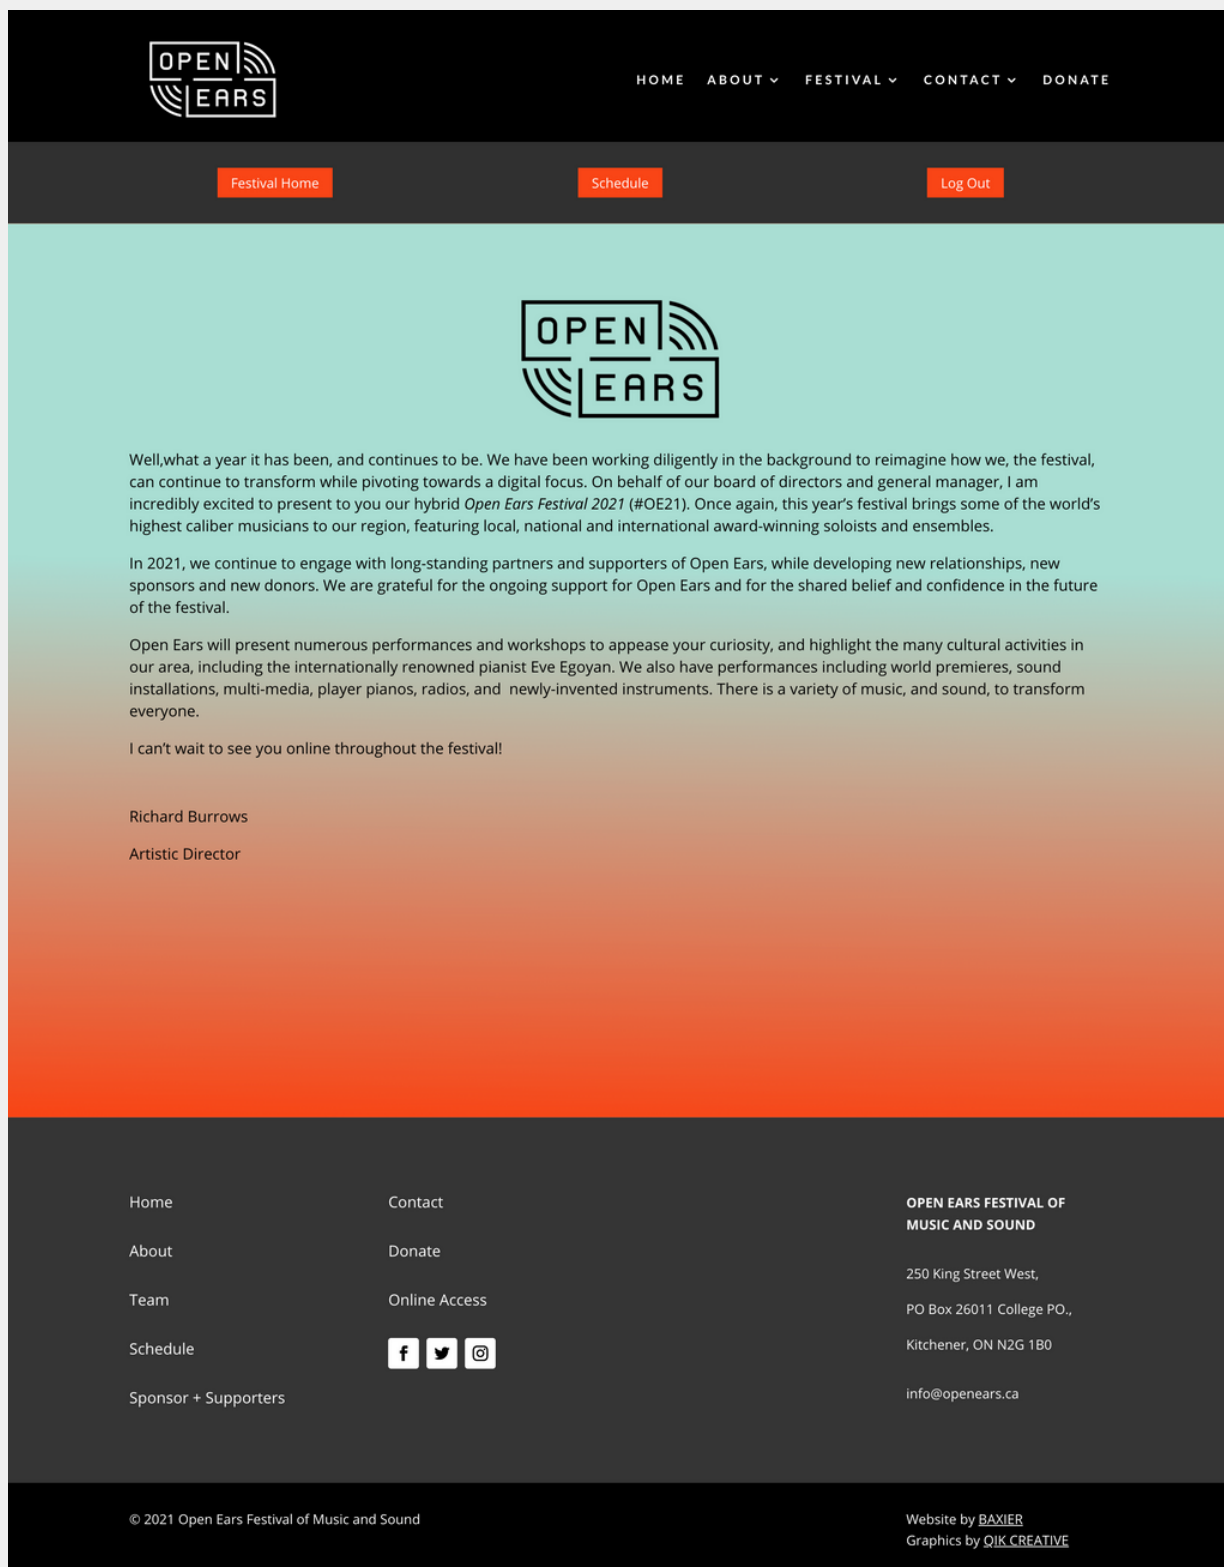 OPEN
EARS
HOME ABOUT FESTIVAL CONTACT DONATE
Festival Home Schedule Log Out
OPEN
EARS
Well,what a year it has been, and continues to be. We have been working diligently in the background to reimagine how we, the festival,
can continue to transform while pivoting towards a digital focus. On behalf of our board of directors and general manager, I am
incredibly excited to present to you our hybrid Open Ears Festival 2021 (#OE21). Once again, this year’s festival brings some of the world’s
highest caliber musicians to our region, featuring local, national and international award-winning soloists and ensembles.
In 2021, we continue to engage with long-standing partners and supporters of Open Ears, while developing new relationships, new
sponsors and new donors. We are grateful for the ongoing support for Open Ears and for the shared belief and confidence in the future
of the festival.
Open Ears will present numerous performances and workshops to appease your curiosity, and highlight the many cultural activities in
our area, including the internationally renowned pianist Eve Egoyan. We also have performances including world premieres, sound
installations, multi-media, player pianos, radios, and  newly-invented instruments. There is a variety of music, and sound, to transform
everyone.
I can’t wait to see you online throughout the festival!
Richard Burrows
Artistic Director
Home
About
Team
Schedule
Sponsor + Supporters
Contact
Donate
Online Access
OPEN EARS FESTIVAL OF
MUSIC AND SOUND
250 King Street West,
PO Box 26011 College PO.,
Kitchener, ON N2G 1B0
info@openears.ca
© 2021 Open Ears Festival of Music and Sound
Website by BAXIER
Graphics by QIK CREATIVE